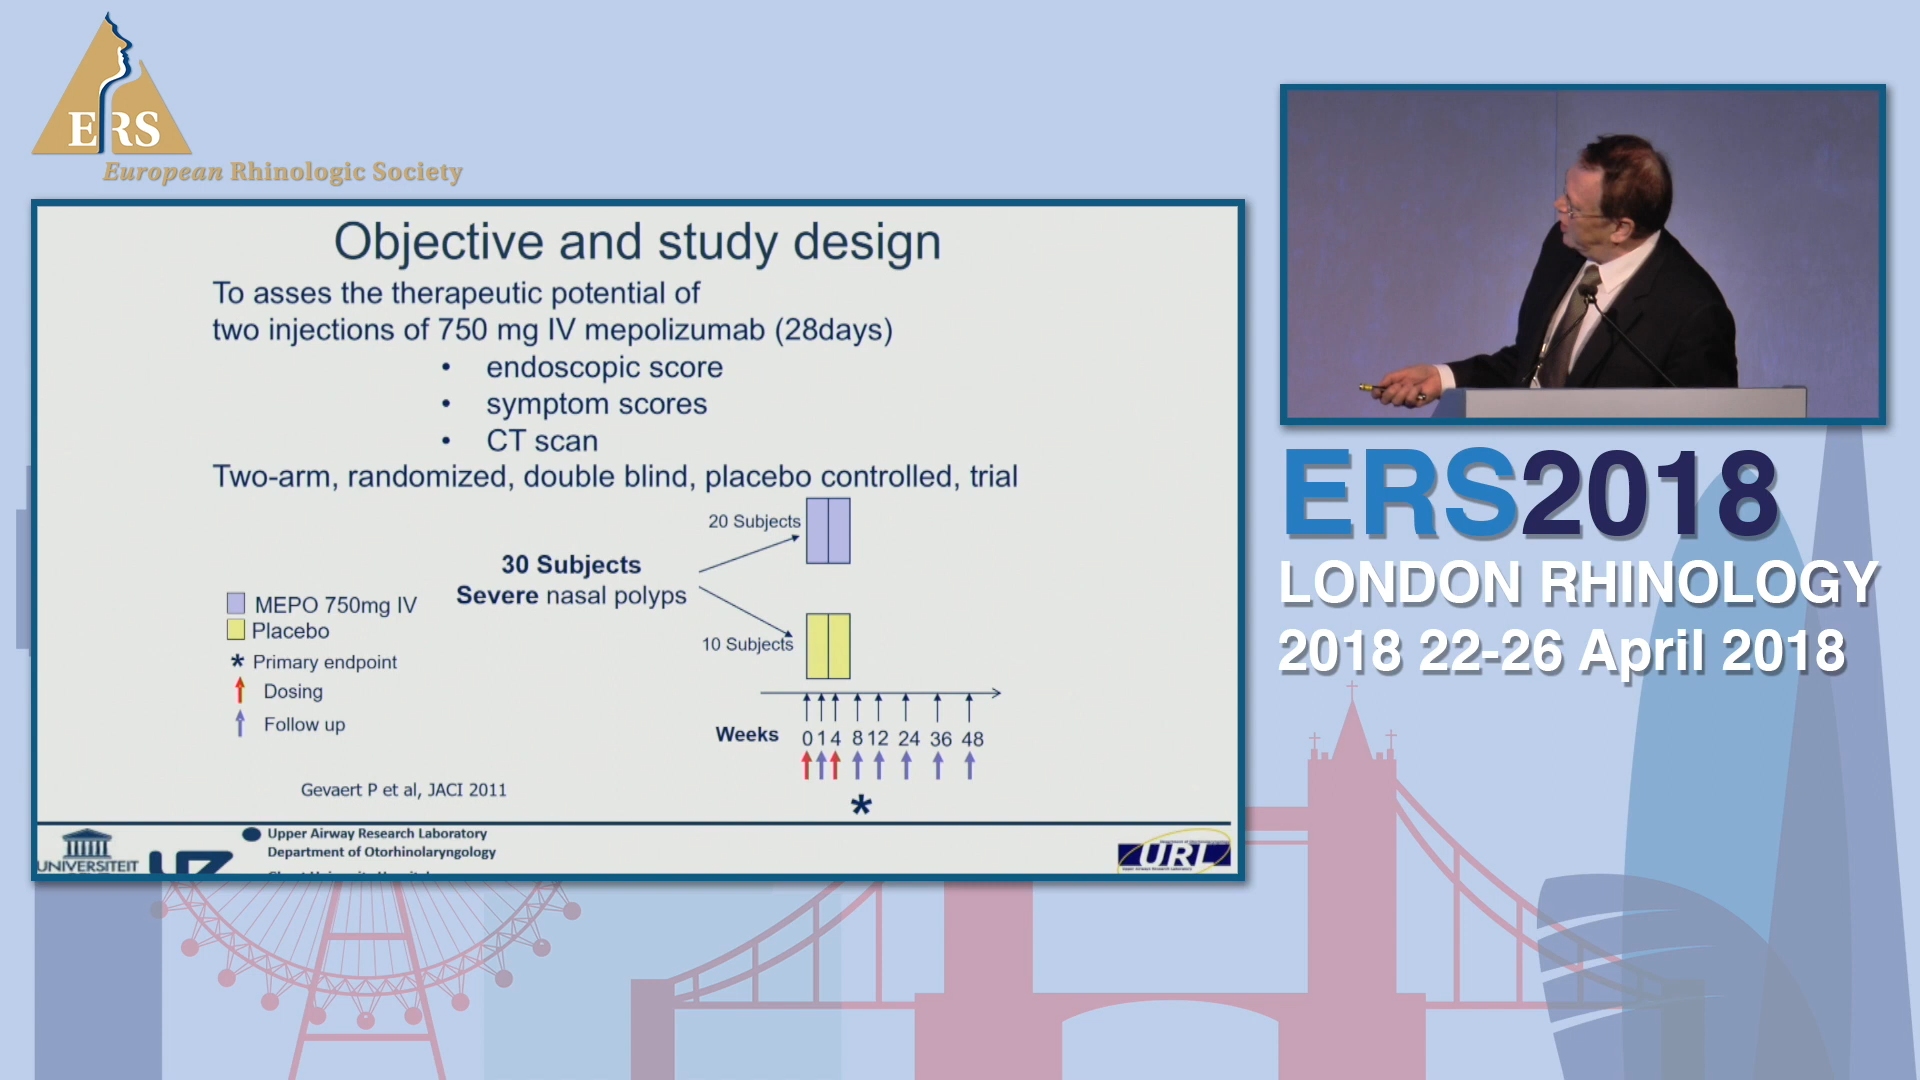 ERS
European Rhinologic Society
Objective and study design
To asses the therapeutic potential of
two injections of 750 mg IV mepolizumab (28days)
• endoscopic score
• symptom scores
• CT scan
Two-arm, randomized, double blind, placebo controlled, trial
20 Subjects
30 Subjects
Severe nasal polyps
10 Subjects
MEPO 750mg IV
Placebo
* Primary endpoint
Dosing
Follow up
Weeks 0 1 4 8 12 24 36 48
*
Gevaert P et al, JACI 2011
UNIVERSITEIT
UZ
Upper Airway Research Laboratory
Department of Otorhinolaryngology
URL
ERS2018
LONDON RHINOLOGY
2018 22-26 April 2018